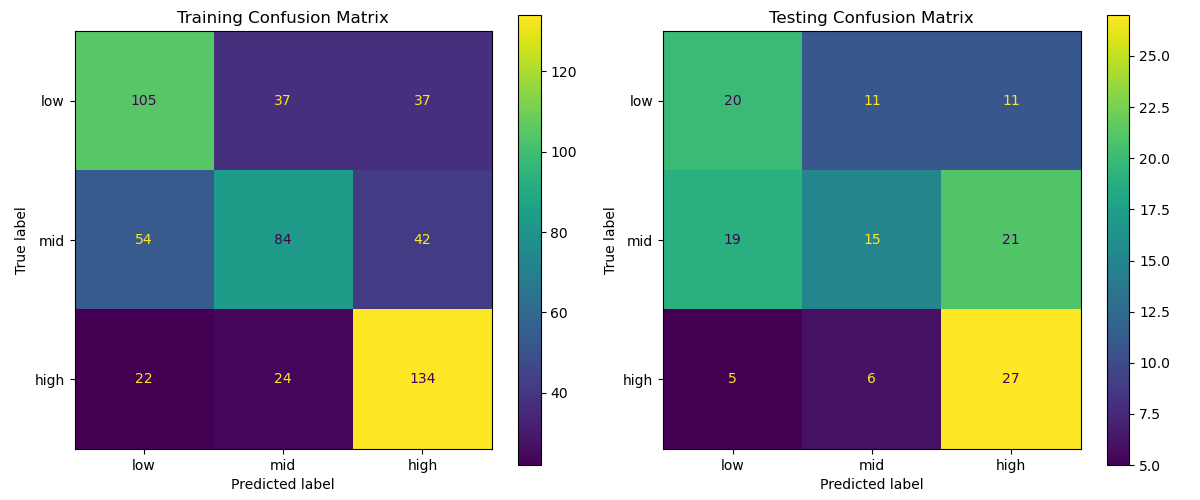 Training Confusion Matrix
True label
low 105 37 37
mid 54 84 42
high 22 24 134
low mid high
Predicted label
120
100
80
60
40
Testing Confusion Matrix
True label
low 20 11 11
mid 19 15 21
high 5 6 27
low mid high
Predicted label
25.0
22.5
20.0
17.5
15.0
12.5
10.0
7.5
5.0